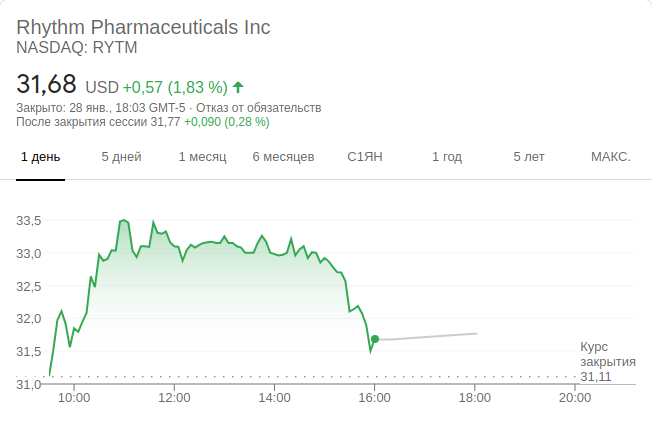 Rhythm Pharmaceuticals Inc
NASDAQ: RYTM
31,68 USD +0,57 (1,83 %)
Закрыто: 28 янв., 18:03 GMT-5 · Отказ от обязательств
После закрытия сессии 31,77 +0,090 (0,28 %)
1 день 5 дней 1 месяц 6 месяцев С1ЯН 1 год 5 лет МАКС.
33,5
33,0
32,5
32,0
31,5
31,0
Курс
закрытия
31,11
10:00 12:00 14:00 16:00 18:00 20:00